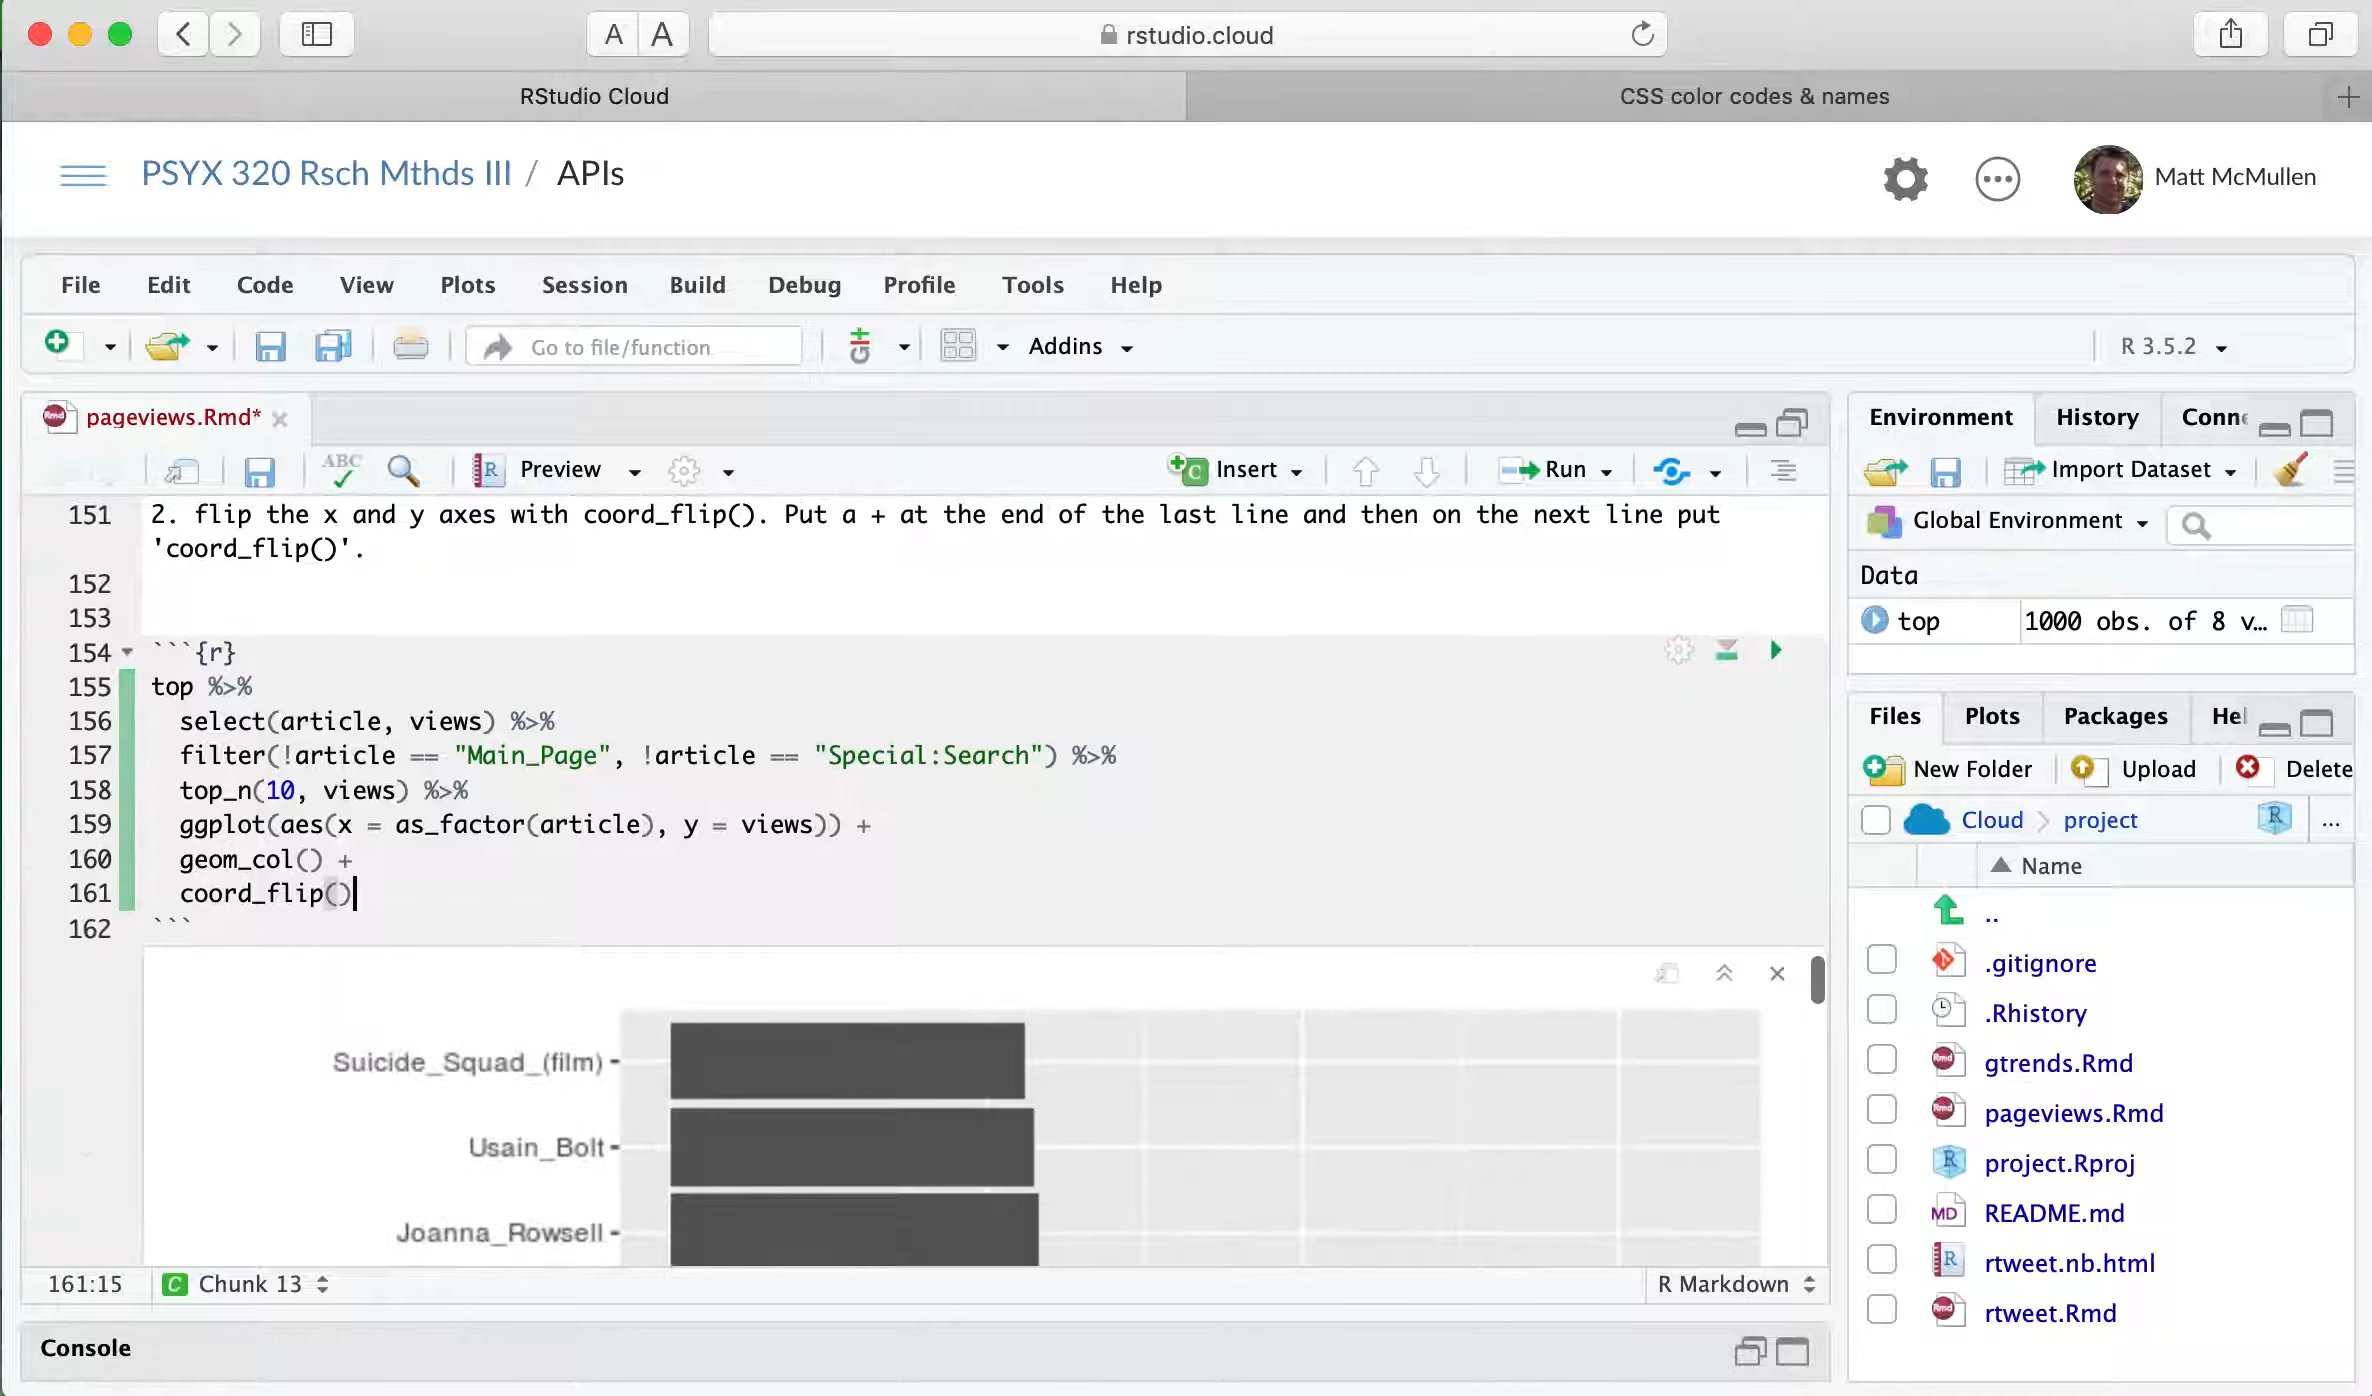 A A
rstudio.cloud
RStudio Cloud
CSS color codes & names
PSYX 320 Rsch Mthds III / APIs
Matt McMullen
File Edit Code View Plots Session Build Debug Profile Tools Help
Go to file/function
Addins
R 3.5.2
pageviews.Rmd*
ABC
Preview
Insert
Run
151 2. flip the x and y axes with coord_flip(). Put a + at the end of the last line and then on the next line put
'coord_flip()'.
152
153
154 ```{r}
155 top %>%
156 select(article, views) %>%
157 filter(!article == "Main_Page", !article == "Special:Search") %>%
158 top_n(10, views) %>%
159 ggplot(aes(x = as_factor(article), y = views)) +
160 geom_col() +
161 coord_flip()
162 ```
Suicide_Squad_(film)
Usain_Bolt
Joanna_Rowsell
161:15
C Chunk 13
R Markdown
Console
Environment History Conne
Import Dataset
Global Environment
Data
top 1000 obs. of 8 v…
Files Plots Packages Hel
New Folder Upload Delete
Cloud project ...
Name
..
.gitignore
.Rhistory
gtrends.Rmd
pageviews.Rmd
project.Rproj
README.md
rtweet.nb.html
rtweet.Rmd